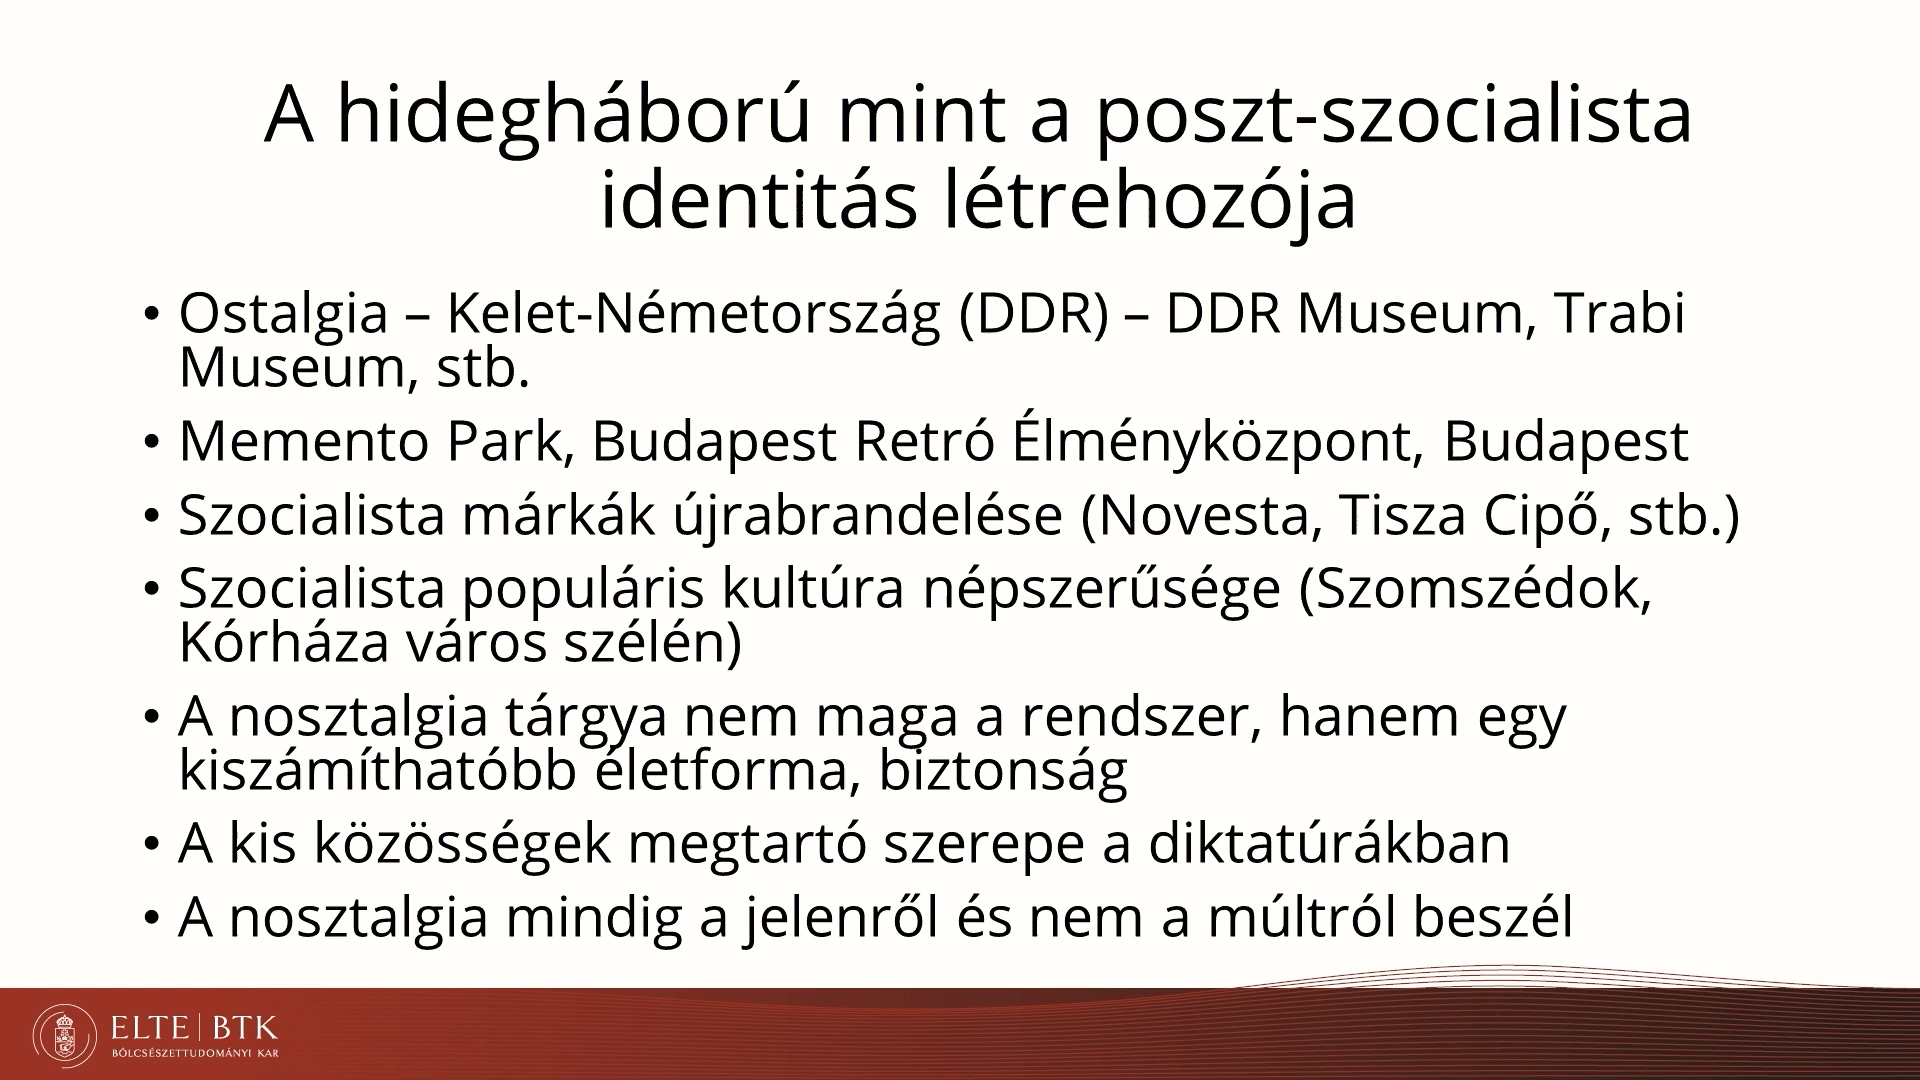 A hidegháború mint a poszt-szocialista
identitás létrehozója
• Ostalgia – Kelet-Németország (DDR) – DDR Museum, Trabi
Museum, stb.
• Memento Park, Budapest Retró Élményközpont, Budapest
• Szocialista márkák újrabrandelése (Novesta, Tisza Cipő, stb.)
• Szocialista populáris kultúra népszerűsége (Szomszédok,
Kórháza város szélén)
• A nosztalgia tárgya nem maga a rendszer, hanem egy
kiszámíthatóbb életforma, biztonság
• A kis közösségek megtartó szerepe a diktatúrákban
• A nosztalgia mindig a jelenről és nem a múltról beszél
ELTE | BTK
BÖLCSÉSZETTUDOMÁNYI KAR